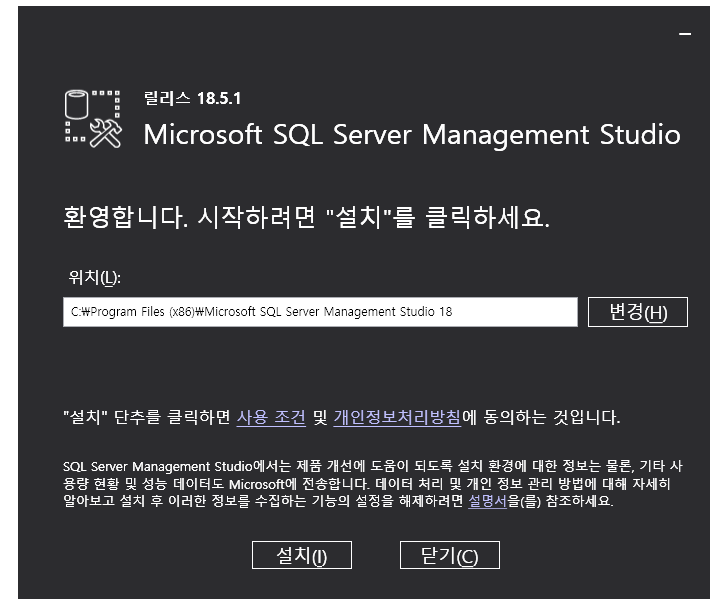 릴리스 18.5.1
Microsoft SQL Server Management Studio
환영합니다. 시작하려면 "설치"를 클릭하세요.
위치(L):
C:₩Program Files (x86)₩Microsoft SQL Server Management Studio 18
변경(H)
"설치" 단추를 클릭하면 사용 조건 및 개인정보처리방침에 동의하는 것입니다.
SQL Server Management Studio에서는 제품 개선에 도움이 되도록 설치 환경에 대한 정보는 물론, 기타 사
용량 현황 및 성능 데이터도 Microsoft에 전송합니다. 데이터 처리 및 개인 정보 관리 방법에 대해 자세히
알아보고 설치 후 이러한 정보를 수집하는 기능의 설정을 해제하려면 설명서을(를) 참조하세요.
설치(I)
닫기(C)